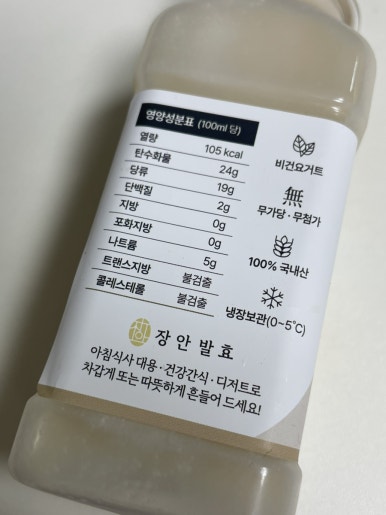 영양성분표 (100ml 당)
열량 105 kcal
탄수화물 24g
당류 19g
단백질 2g
지방 0g
포화지방 0g
나트륨 5g
트랜스지방 불검출
콜레스테롤 불검출
비건요거트
無
무가당·무첨가
100% 국내산
냉장보관(0~5℃)
장안발효
아침식사 대용·건강간식·디저트로
차갑게 또는 따뜻하게 흔들어 드세요!